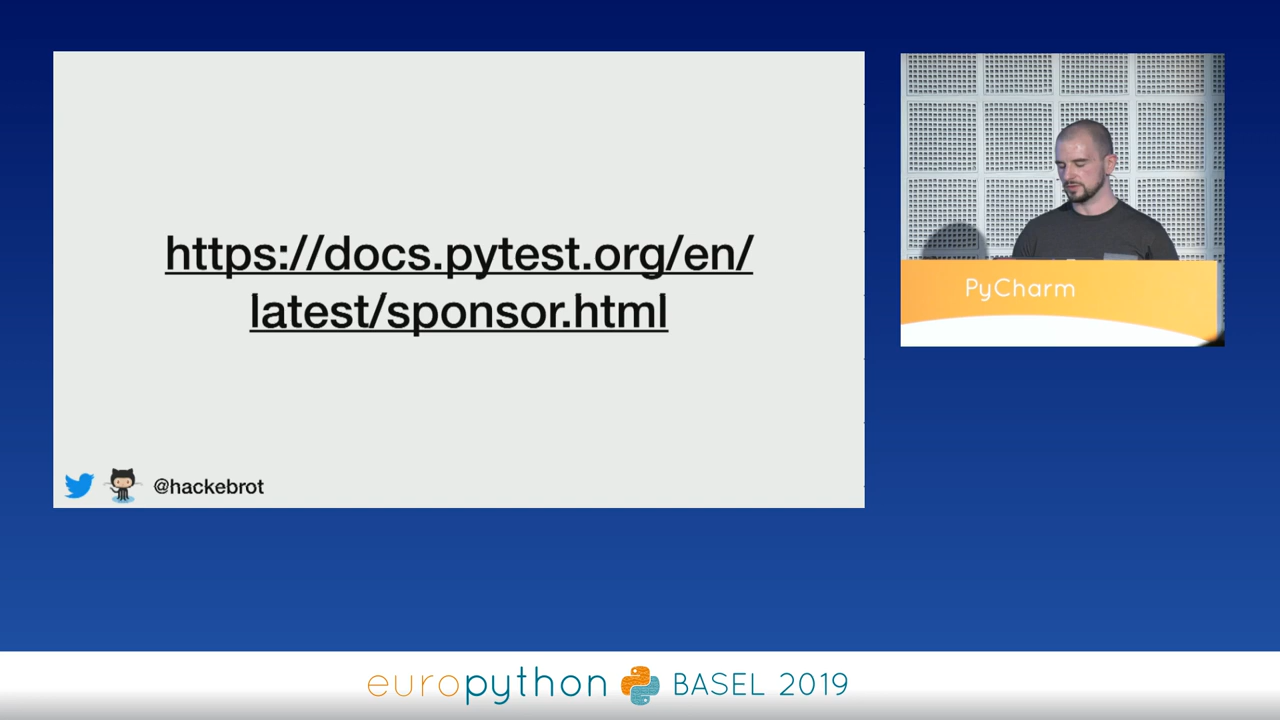 https://docs.pytest.org/en/
latest/sponsor.html
@hackebrot
PyCharm
europython BASEL 2019